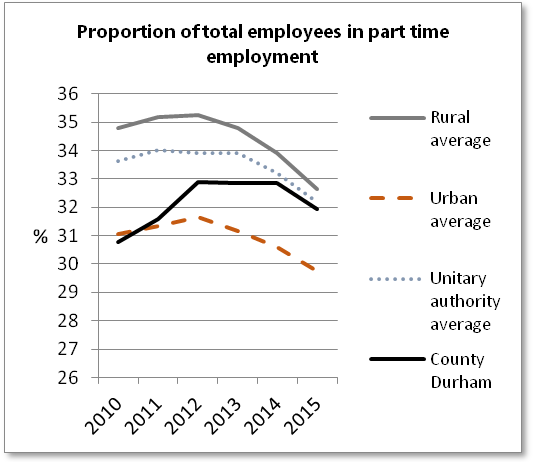 Proportion of total employees in part time
employment
36
35
34
33
32
31
30
29
28
27
26
%
2010
2011
2012
2013
2014
2015
Rural
average
Urban
average
Unitary
authority
average
County
Durham